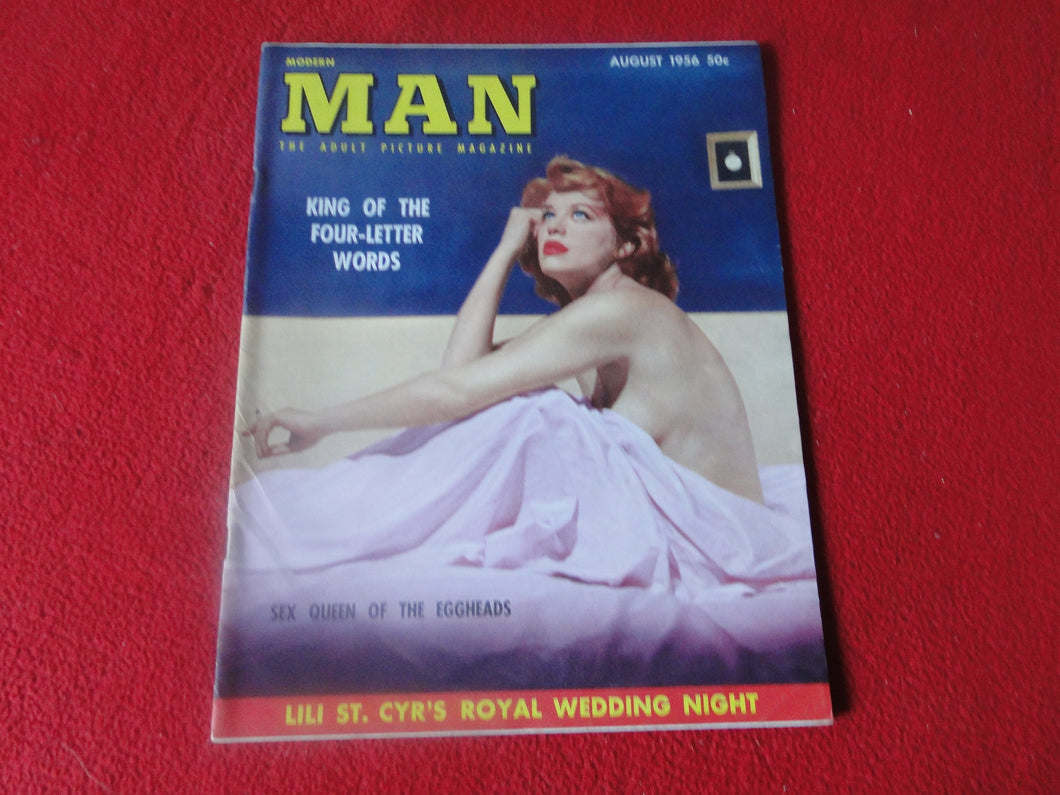 MODERN
AUGUST 1956 50¢
MAN
THE ADULT PICTURE MAGAZINE
KING OF THE
FOUR-LETTER
WORDS
SEX QUEEN OF THE EGGHEADS
LILI ST. CYR'S ROYAL WEDDING NIGHT